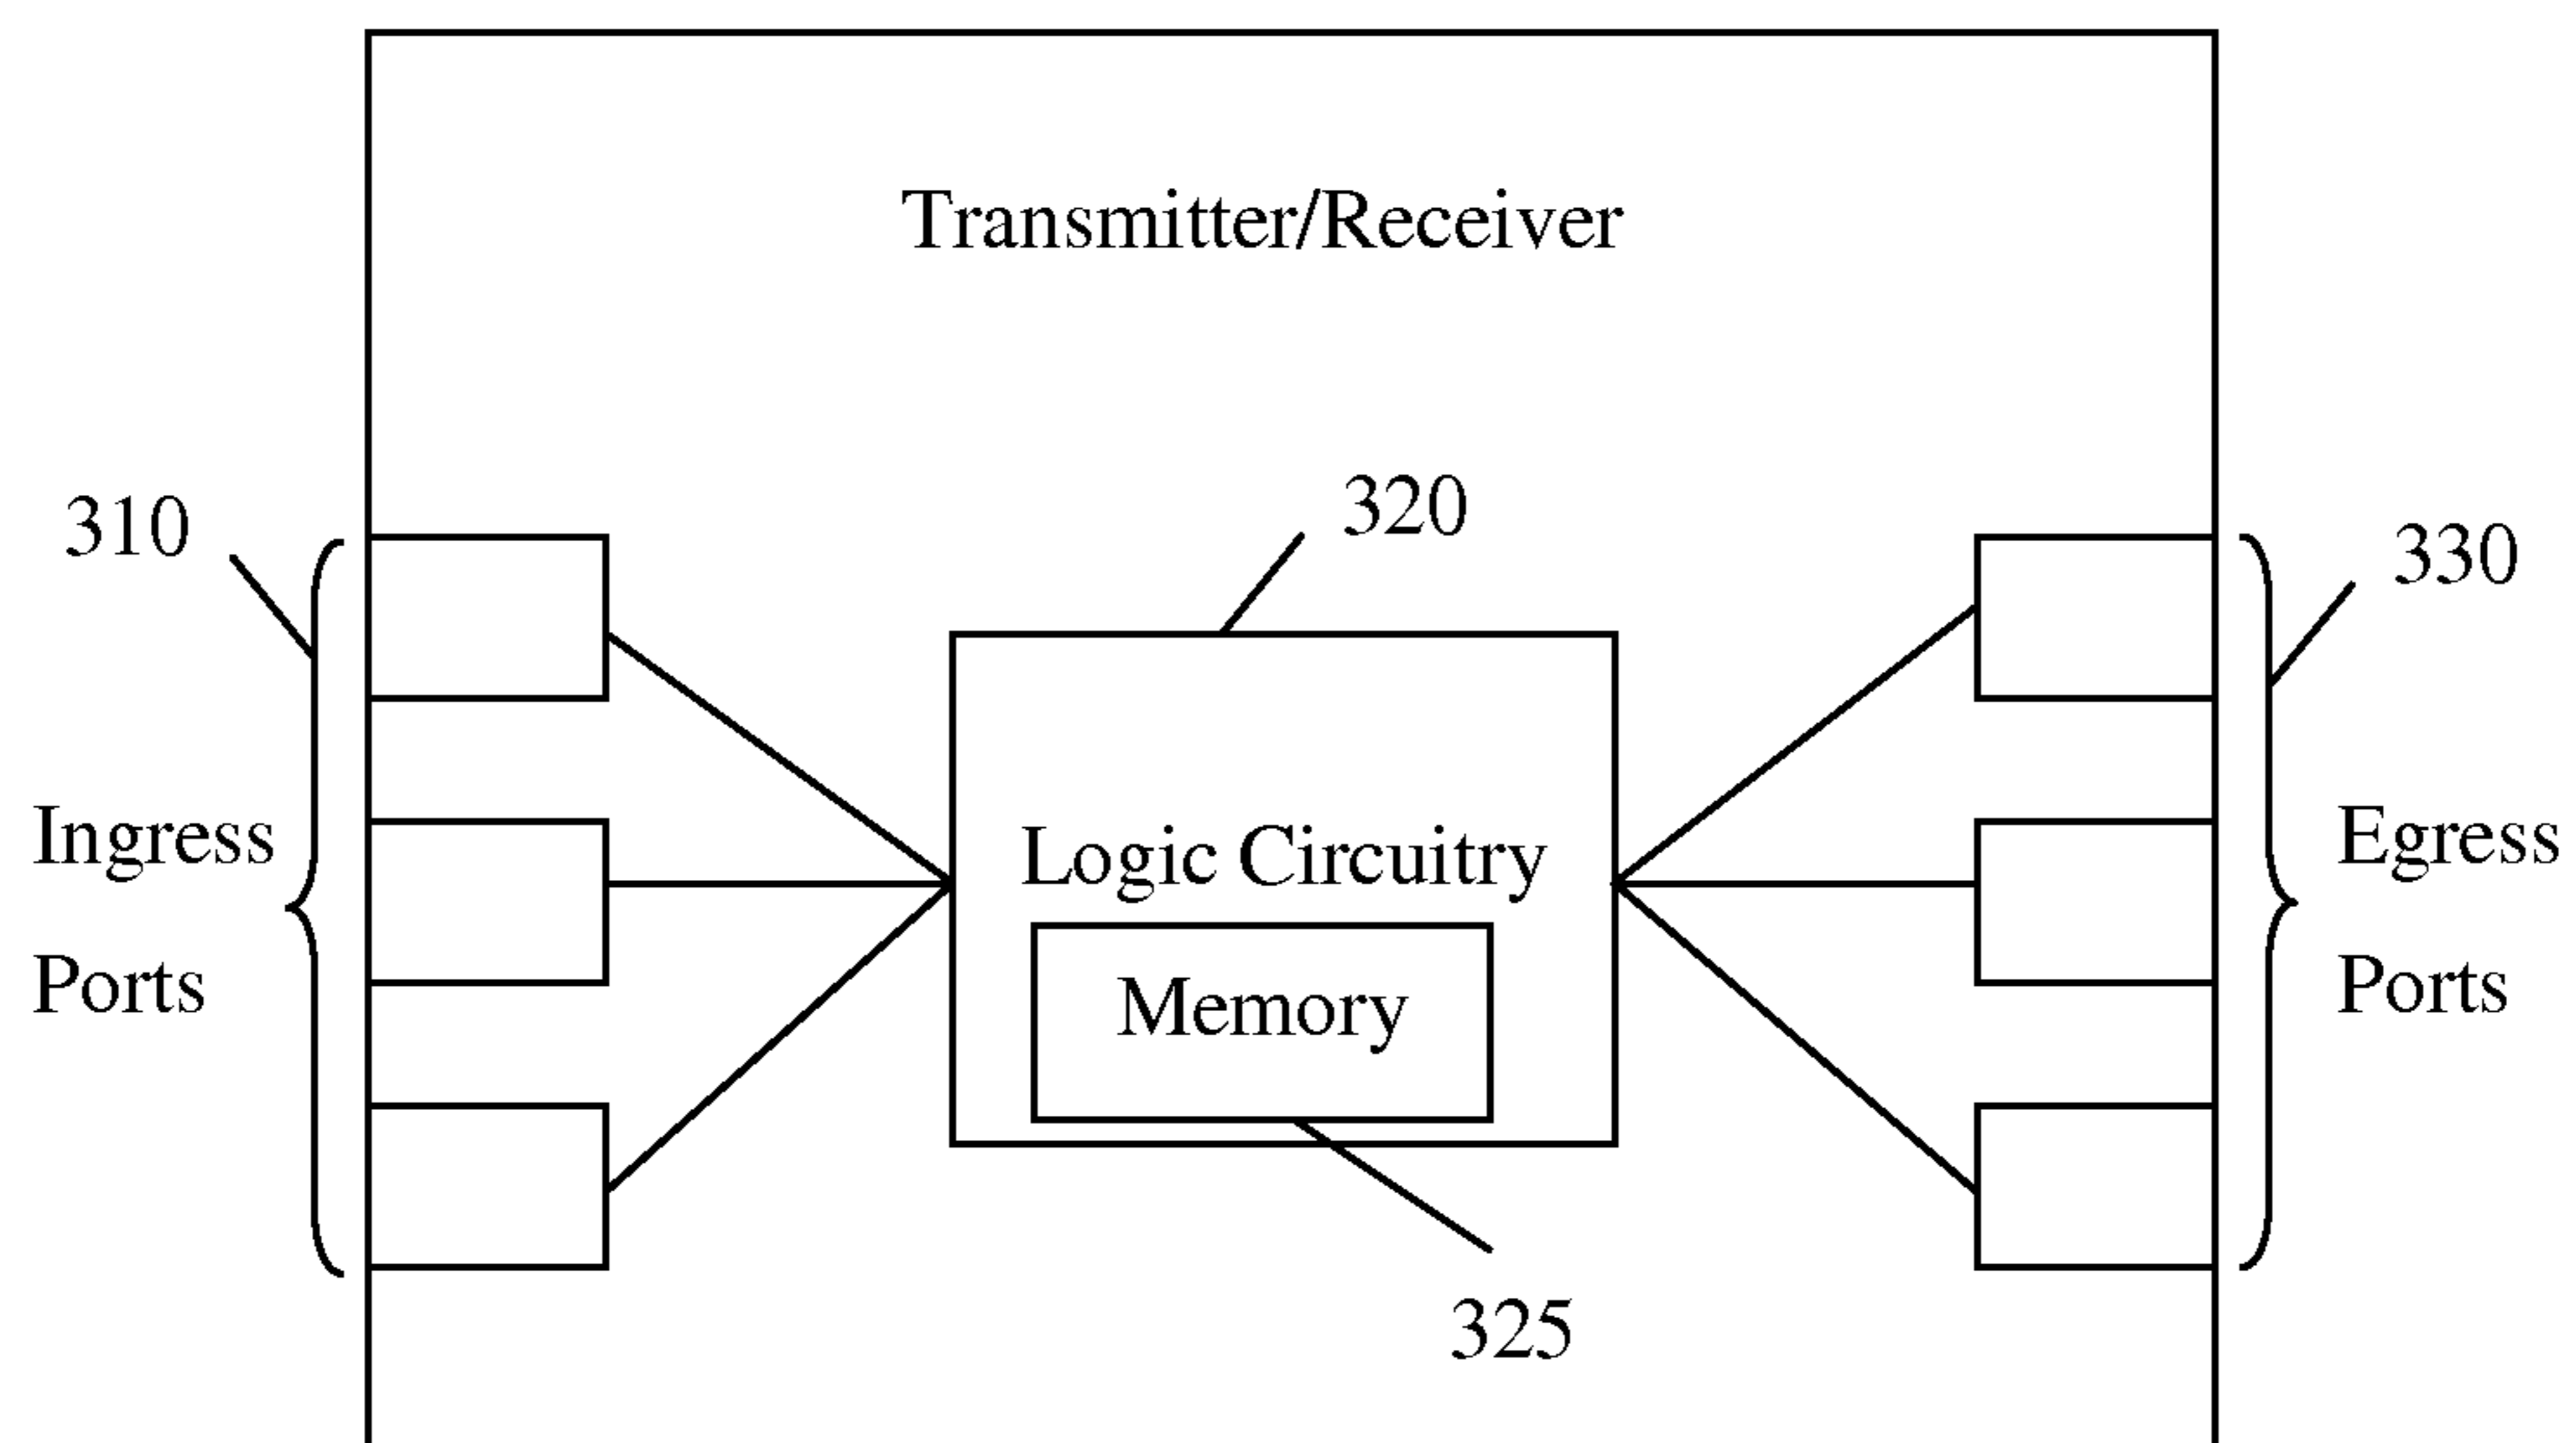 Transmitter/Receiver
310
320
330
Ingress
Ports
Logic Circuitry
Memory
Egress
Ports
325